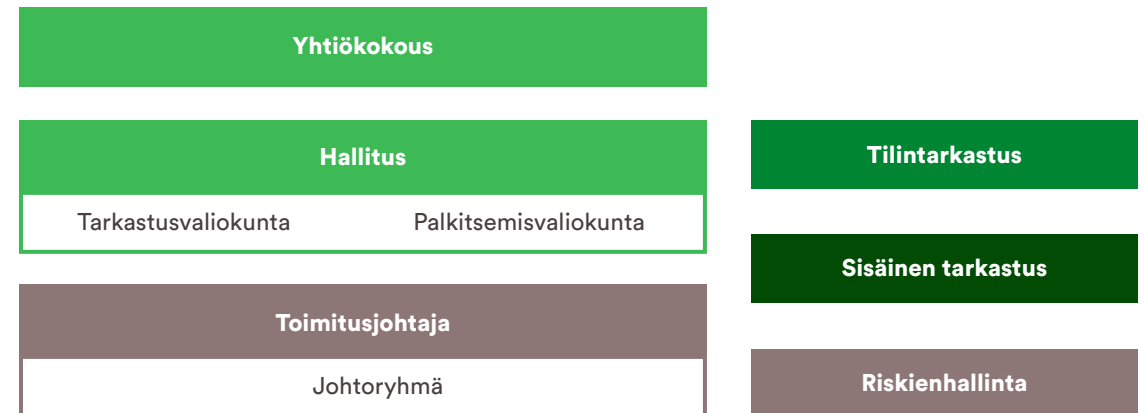 Yhtiökokous
Hallitus
Tarkastusvaliokunta Palkitsemisvaliokunta
Toimitusjohtaja
Johtoryhmä
Tilintarkastus
Sisäinen tarkastus
Riskienhallinta